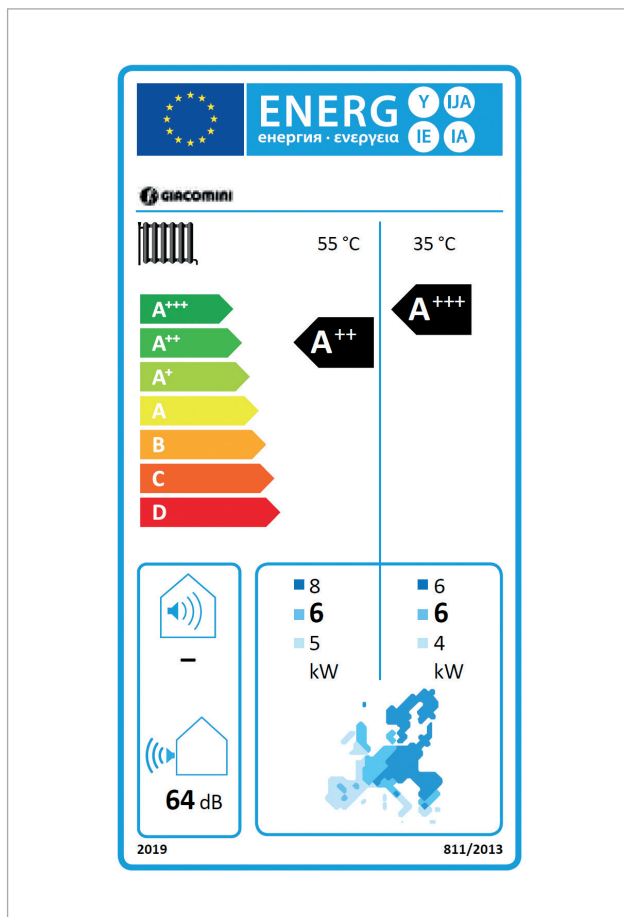 ENERG Y IJA
енергия · ενεργεια IE IA
GIACOMINI
55 °C 35 °C
A+++
A+++
A++
A++
A+
A
B
C
D
8 6
6 6
5 4
kW kW
–
64 dB
2019 811/2013